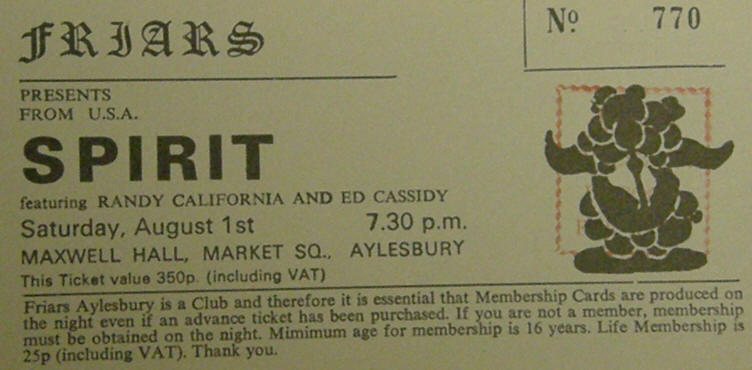 FRIARS
Nº 770
PRESENTS
FROM U.S.A.
SPIRIT
featuring RANDY CALIFORNIA AND ED CASSIDY
Saturday, August 1st 7.30 p.m.
MAXWELL HALL, MARKET SQ., AYLESBURY
This Ticket value 350p. (including VAT)
Friars Aylesbury is a Club and therefore it is essential that Membership Cards are produced on
the night even if an advance ticket has been purchased. If you are not a member, membership
must be obtained on the night. Mimimum age for membership is 16 years. Life Membership is
25p (including VAT). Thank you.